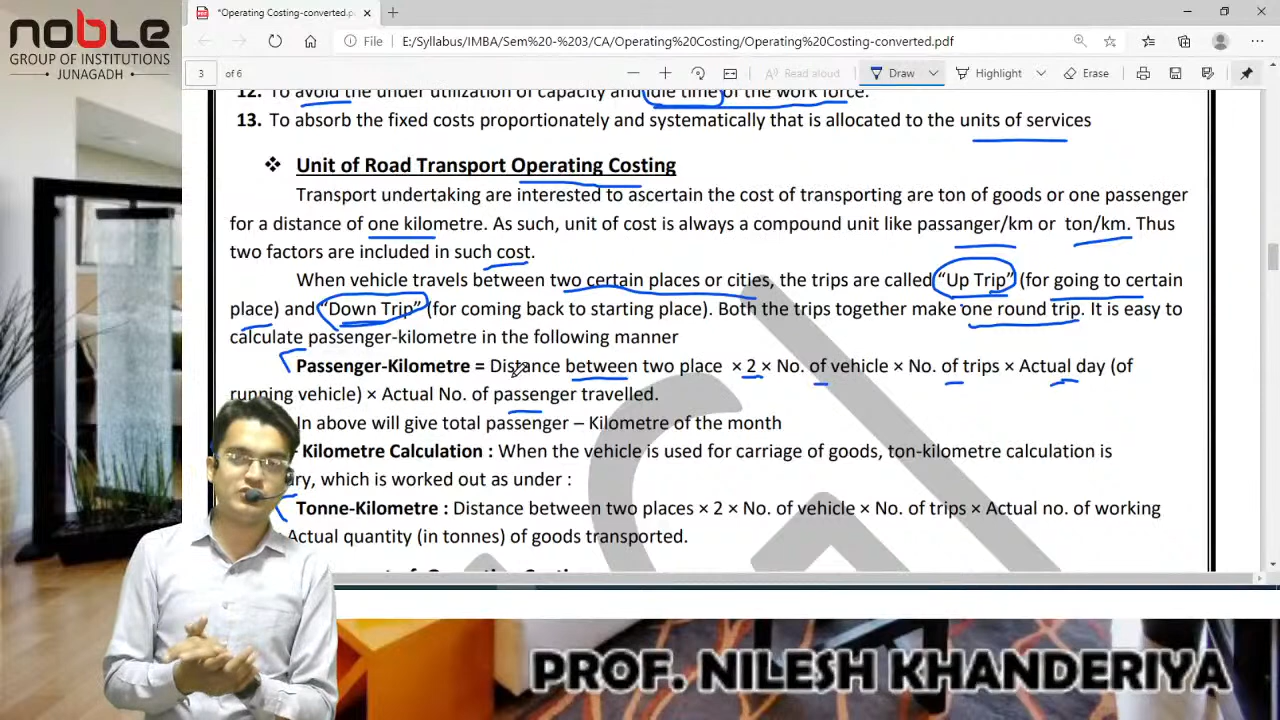 noble
GROUP OF INSTITUTIONS
JUNAGADH
*Operating Costing-converted.p
File
E:/Syllabus/IMBA/Sem%20-%203/CA/Operating%20Costing/Operating%20Costing-converted.pdf
3 of 6
Read aloud
Draw
Highlight
Erase
12. To avoid the under utilization of capacity and idle time of the work force.
13. To absorb the fixed costs proportionately and systematically that is allocated to the units of services
❖ Unit of Road Transport Operating Costing
Transport undertaking are interested to ascertain the cost of transporting are ton of goods or one passenger
for a distance of one kilometre. As such, unit of cost is always a compound unit like passanger/km or ton/km. Thus
two factors are included in such cost.
When vehicle travels between two certain places or cities, the trips are called “Up Trip” (for going to certain
place) and “Down Trip” (for coming back to starting place). Both the trips together make one round trip. It is easy to
calculate passenger-kilometre in the following manner
Passenger-Kilometre = Distance between two place × 2 × No. of vehicle × No. of trips × Actual day (of
running vehicle) × Actual No. of passenger travelled.
In above will give total passenger – Kilometre of the month
Kilometre Calculation : When the vehicle is used for carriage of goods, ton-kilometre calculation is
which is worked out as under :
Tonne-Kilometre : Distance between two places × 2 × No. of vehicle × No. of trips × Actual no. of working
Actual quantity (in tonnes) of goods transported.
PROF. NILESH KHANDERIYA